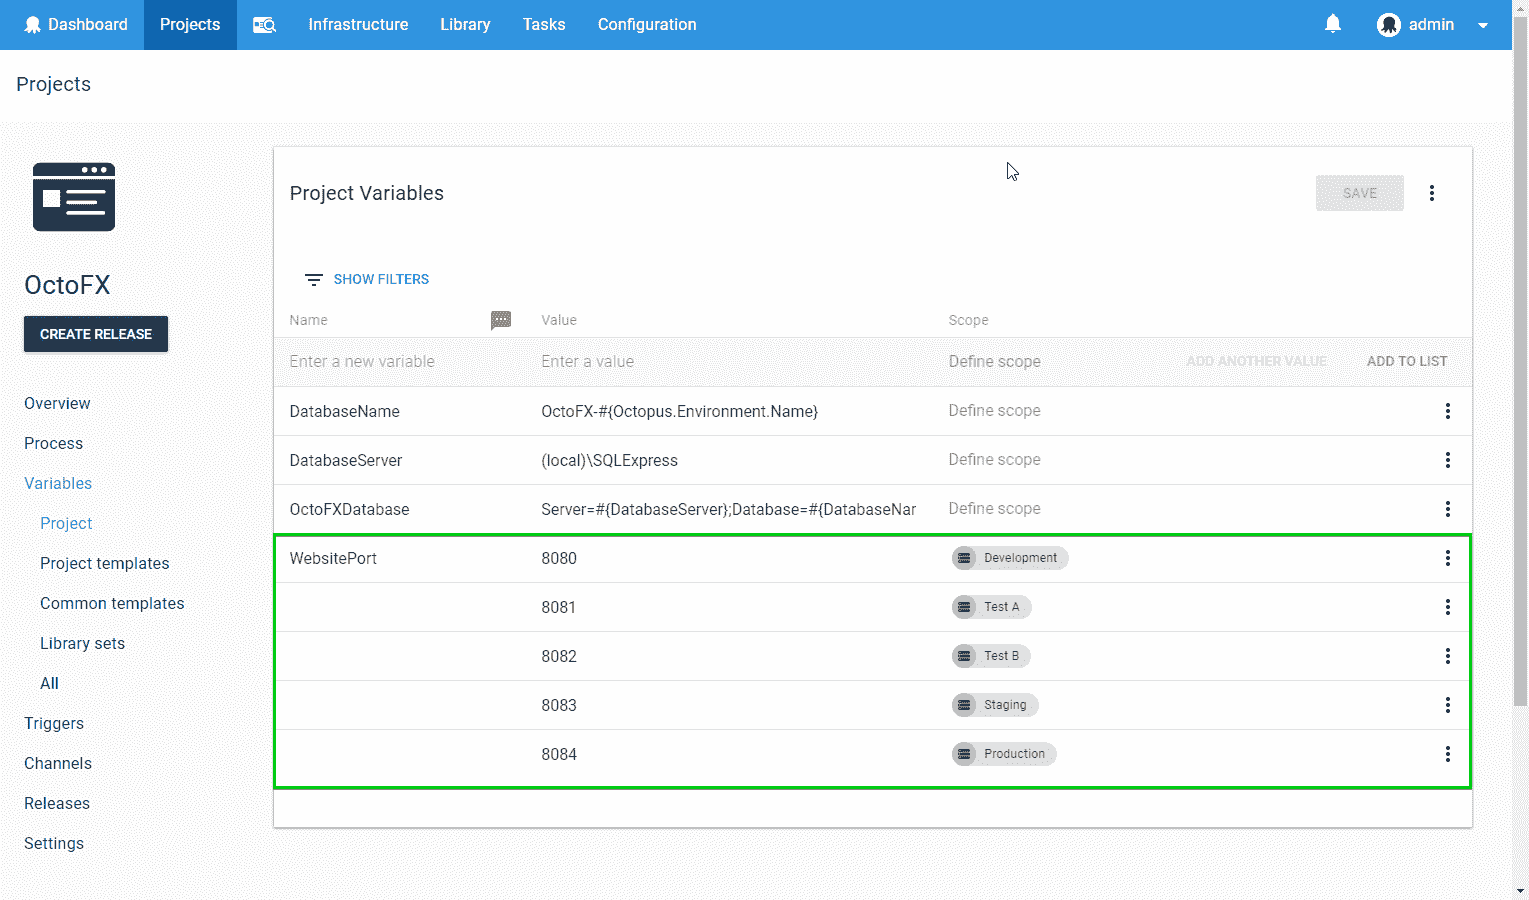 Dashboard Projects Infrastructure Library Tasks Configuration admin
Projects
OctoFX
CREATE RELEASE
Overview
Process
Variables
Project
Project templates
Common templates
Library sets
All
Triggers
Channels
Releases
Settings
Project Variables SAVE
SHOW FILTERS
Name Value Scope
Enter a new variable Enter a value Define scope ADD ANOTHER VALUE ADD TO LIST
DatabaseName OctoFX-#{Octopus.Environment.Name} Define scope
DatabaseServer (local)\SQLExpress Define scope
OctoFXDatabase Server=#{DatabaseServer};Database=#{DatabaseNar Define scope
WebsitePort 8080 Development
8081 Test A
8082 Test B
8083 Staging
8084 Production